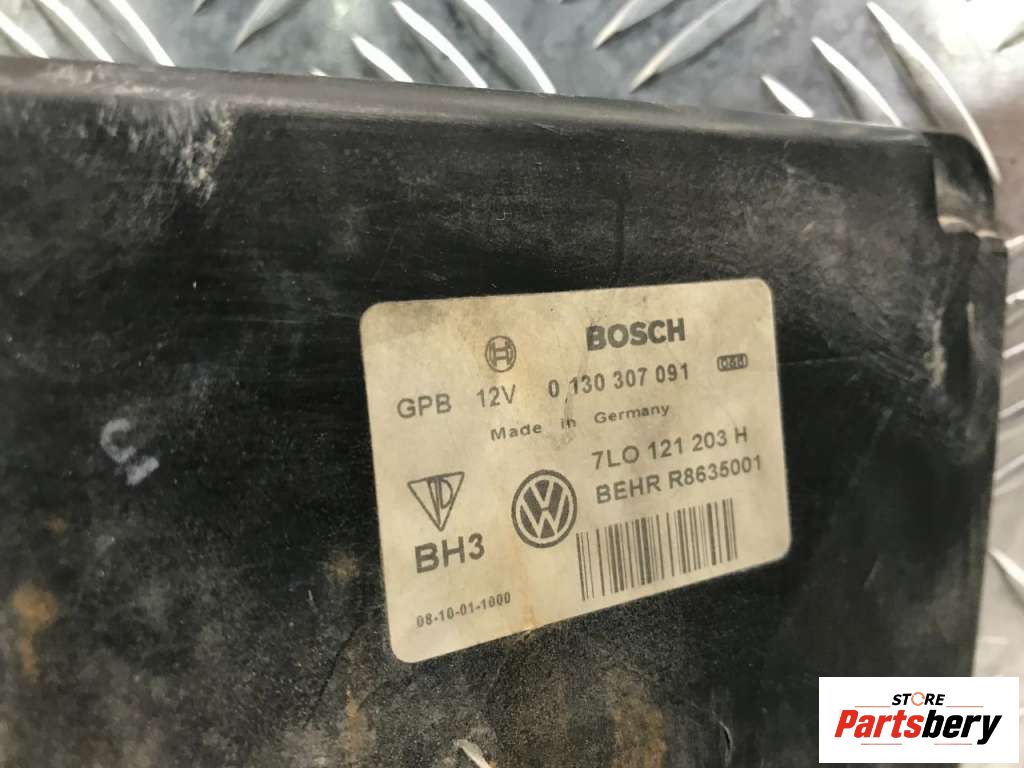 BOSCH
GPB 12V 0 130 307 091
Made in Germany
7LO 121 203 H
BEHR R8635001
BH3
08-10-01-1000
STORE
Partsbery